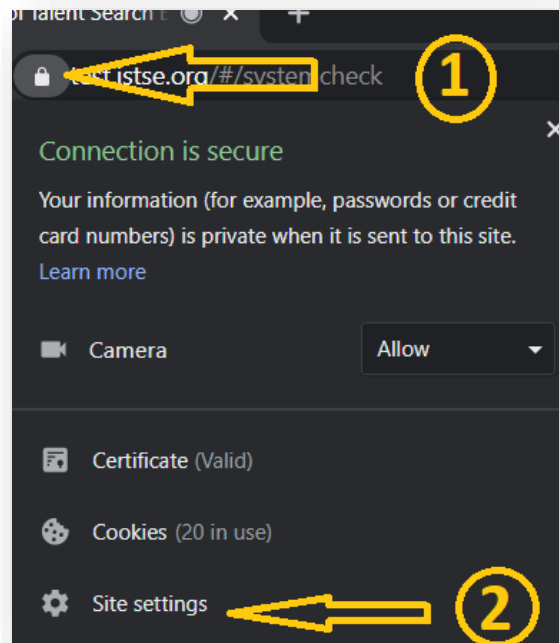 or Talent Search E
test.istse.org/#/systemcheck
1
Connection is secure
Your information (for example, passwords or credit
card numbers) is private when it is sent to this site.
Learn more
Camera
Allow
Certificate (Valid)
Cookies (20 in use)
Site settings
2